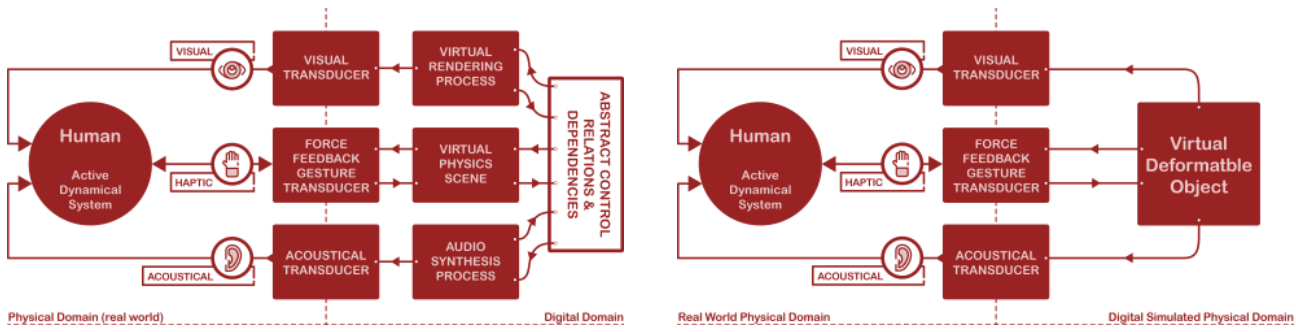 VISUAL
VISUAL
TRANSDUCER
VIRTUAL
RENDERING
PROCESS
Human
Active
Dynamical
System
HAPTIC
FORCE
FEEDBACK
GESTURE
TRANSDUCER
VIRTUAL
PHYSICS
SCENE
ABSTRACT CONTROL
RELATIONS &
DEPENDENCIES
ACOUSTICAL
ACOUSTICAL
TRANSDUCER
AUDIO
SYNTHESIS
PROCESS
Physical Domain (real world)
Digital Domain
VISUAL
VISUAL
TRANSDUCER
Human
Active
Dynamical
System
HAPTIC
FORCE
FEEDBACK
GESTURE
TRANSDUCER
Virtual
Deformatble
Object
ACOUSTICAL
ACOUSTICAL
TRANSDUCER
Real World Physical Domain
Digital Simulated Physical Domain